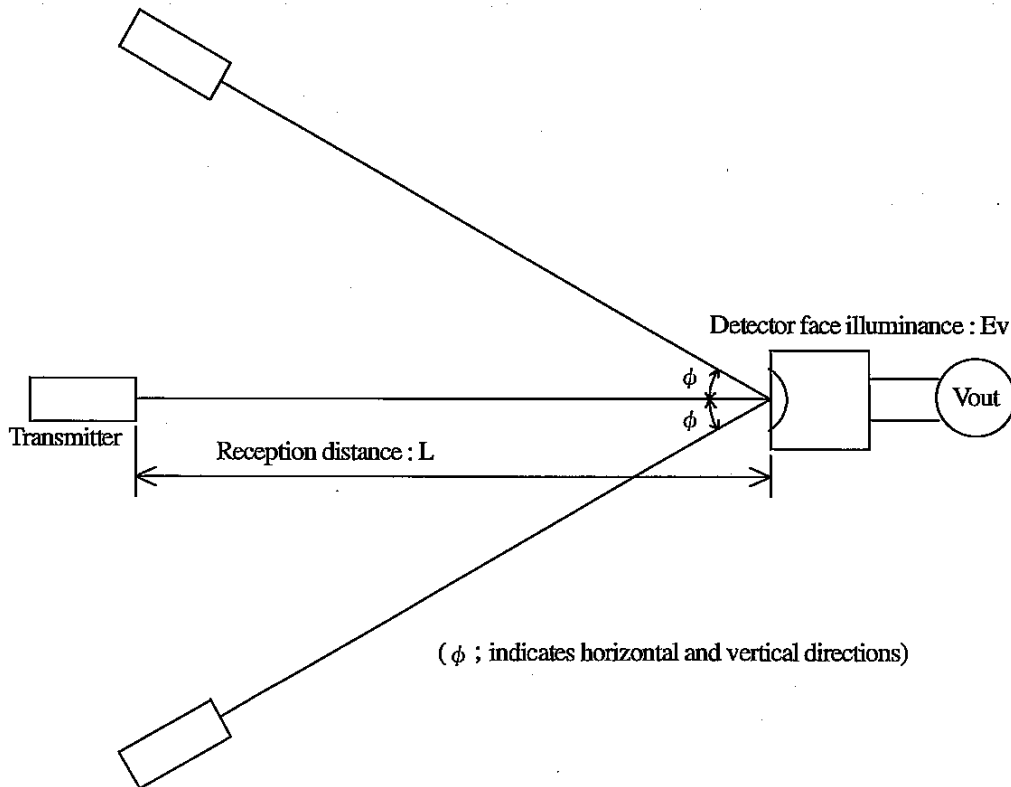 Detector face illuminance : Ev
ϕ
ϕ
Vout
Transmitter
Reception distance : L
( ϕ ; indicates horizontal and vertical directions)